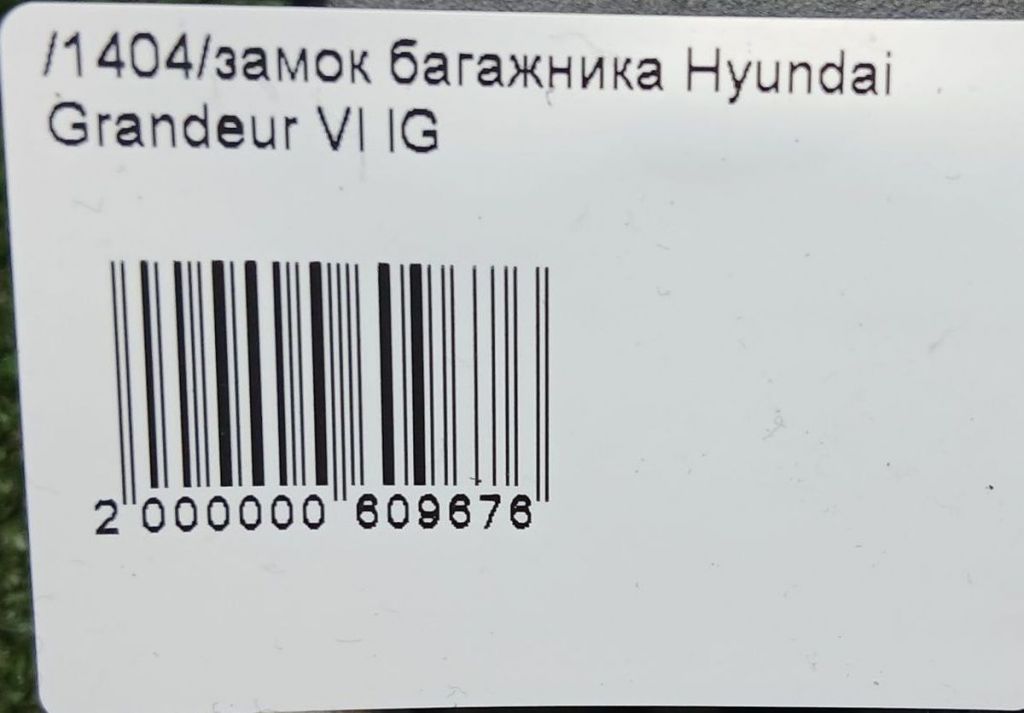 /1404/замок багажника Hyundai
Grandeur VI IG
2 000000 609676